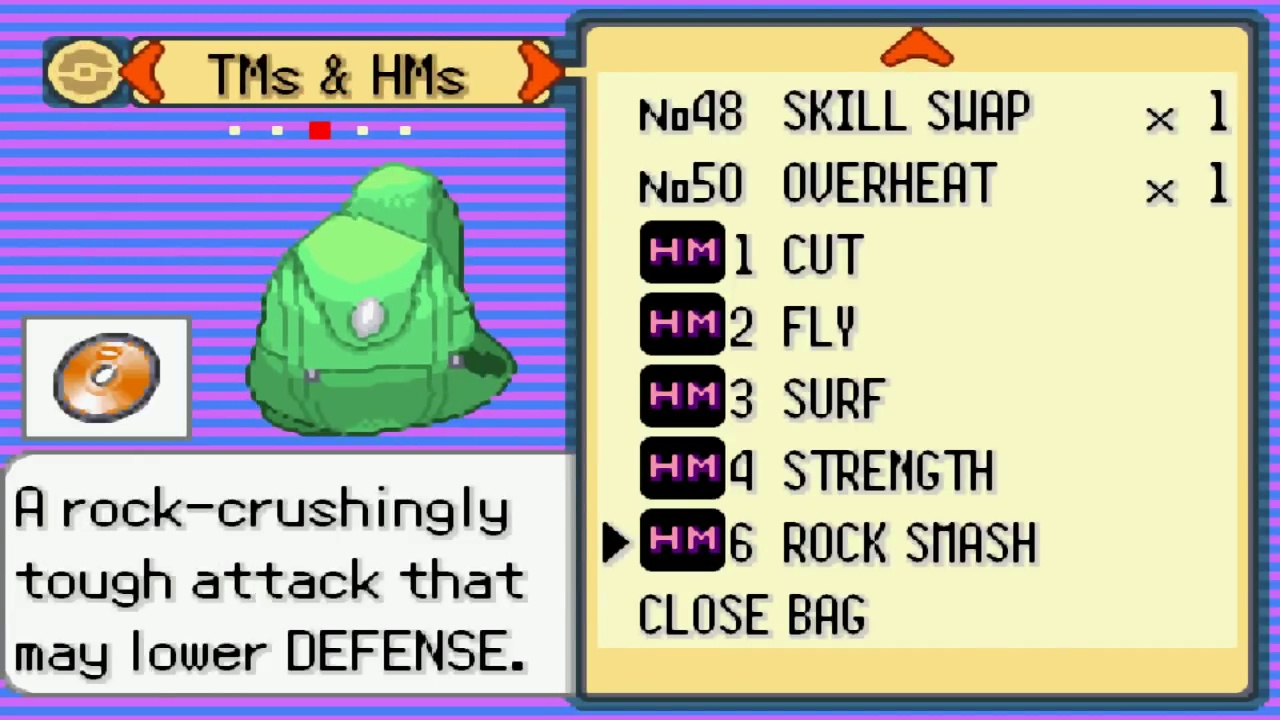 TMs & HMs
No48 SKILL SWAP × 1
No50 OVERHEAT × 1
HM1 CUT
HM2 FLY
HM3 SURF
HM4 STRENGTH
HM6 ROCK SMASH
CLOSE BAG
A rock-crushingly
tough attack that
may lower DEFENSE.